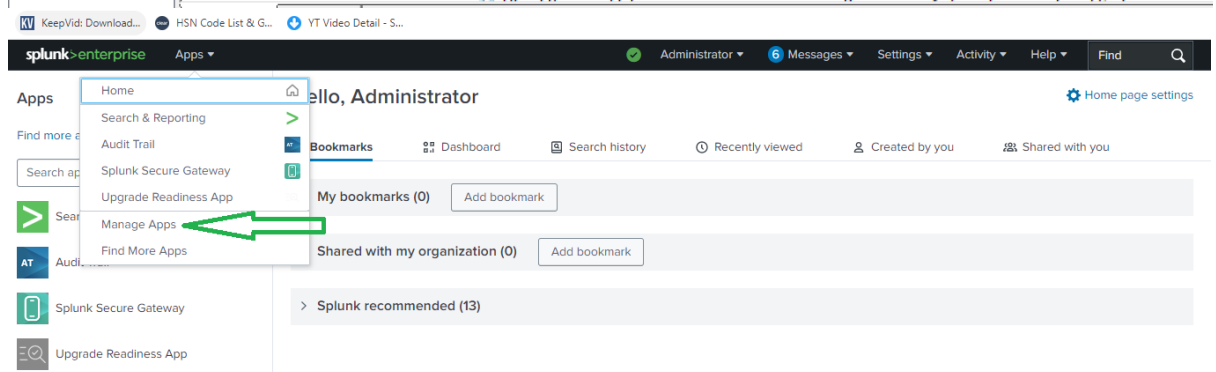 KV KeepVid: Download... HSN Code List & G... YT Video Detail - S...
splunk>enterprise Apps Administrator 6 Messages Settings Activity Help Find
Apps
Home
ello, Administrator
Home page settings
Search & Reporting
Find more a
Audit Trail AT
Bookmarks Dashboard Search history Recently viewed Created by you Shared with you
Search ap
Splunk Secure Gateway
Upgrade Readiness App
My bookmarks (0) Add bookmark
Sear
Manage Apps
Find More Apps
Shared with my organization (0) Add bookmark
AT Audit Trail
Splunk Secure Gateway
> Splunk recommended (13)
Upgrade Readiness App